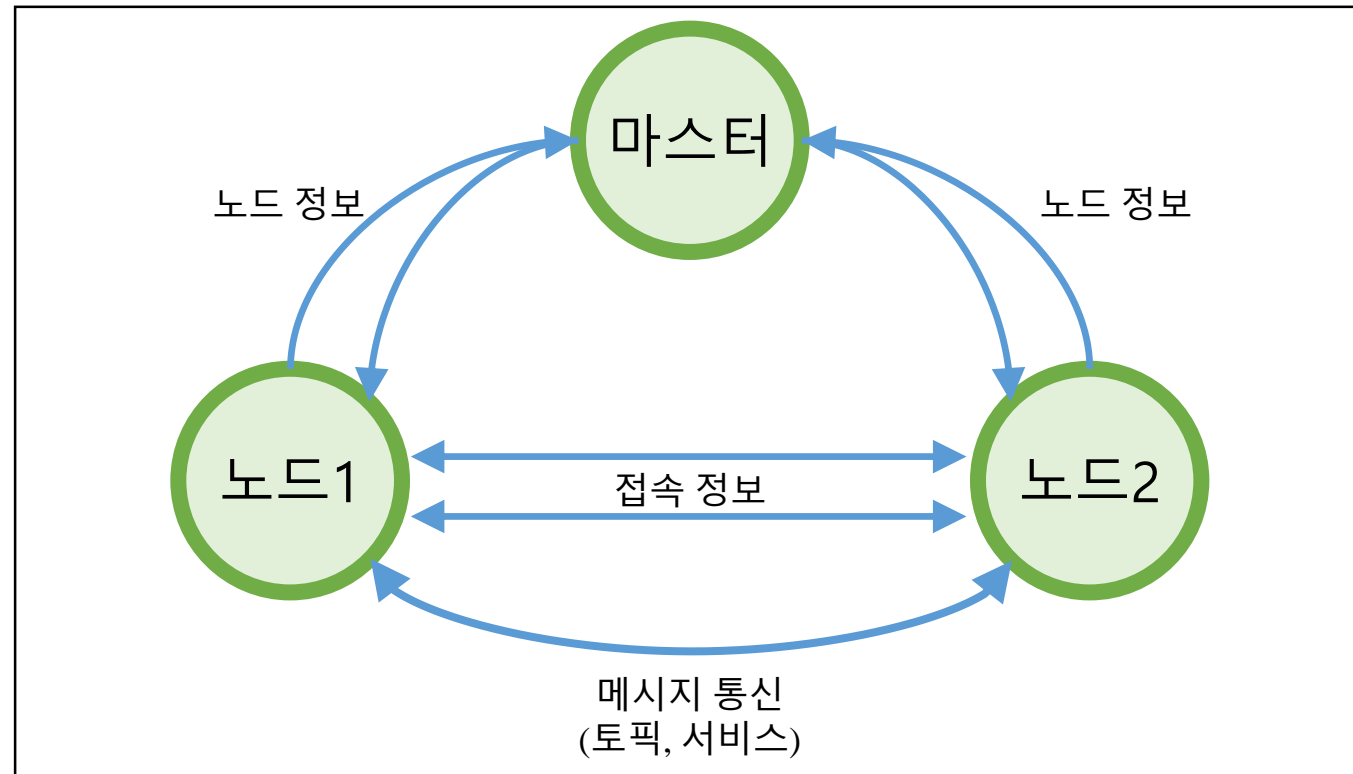 마스터
노드 정보
노드 정보
노드1
접속 정보
노드2
메시지 통신
(토픽, 서비스)